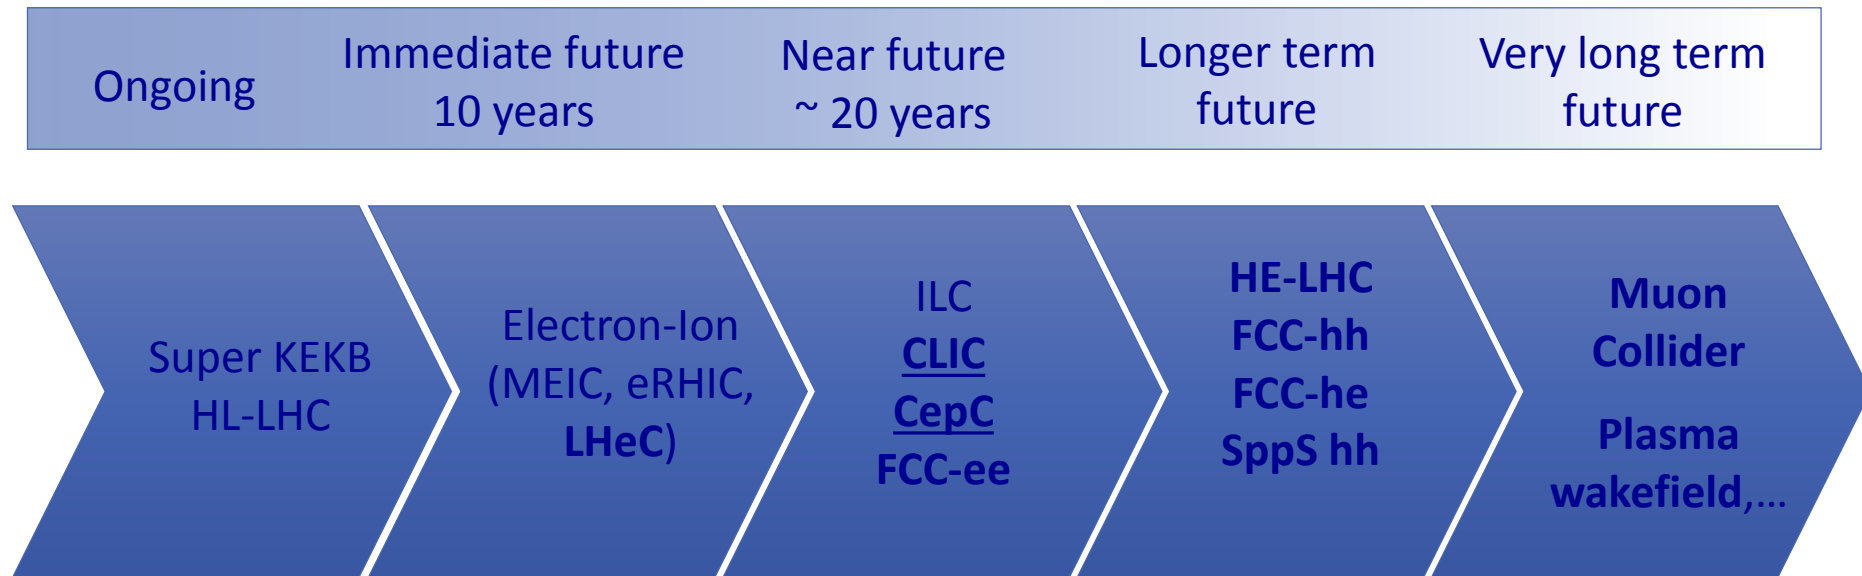 Ongoing
Immediate future
10 years
Near future
~ 20 years
Longer term
future
Very long term
future
Super KEKB
HL-LHC
Electron-Ion
(MEIC, eRHIC,
LHeC)
ILC
CLIC
CepC
FCC-ee
HE-LHC
FCC-hh
FCC-he
SppS hh
Muon
Collider
Plasma
wakefield,...